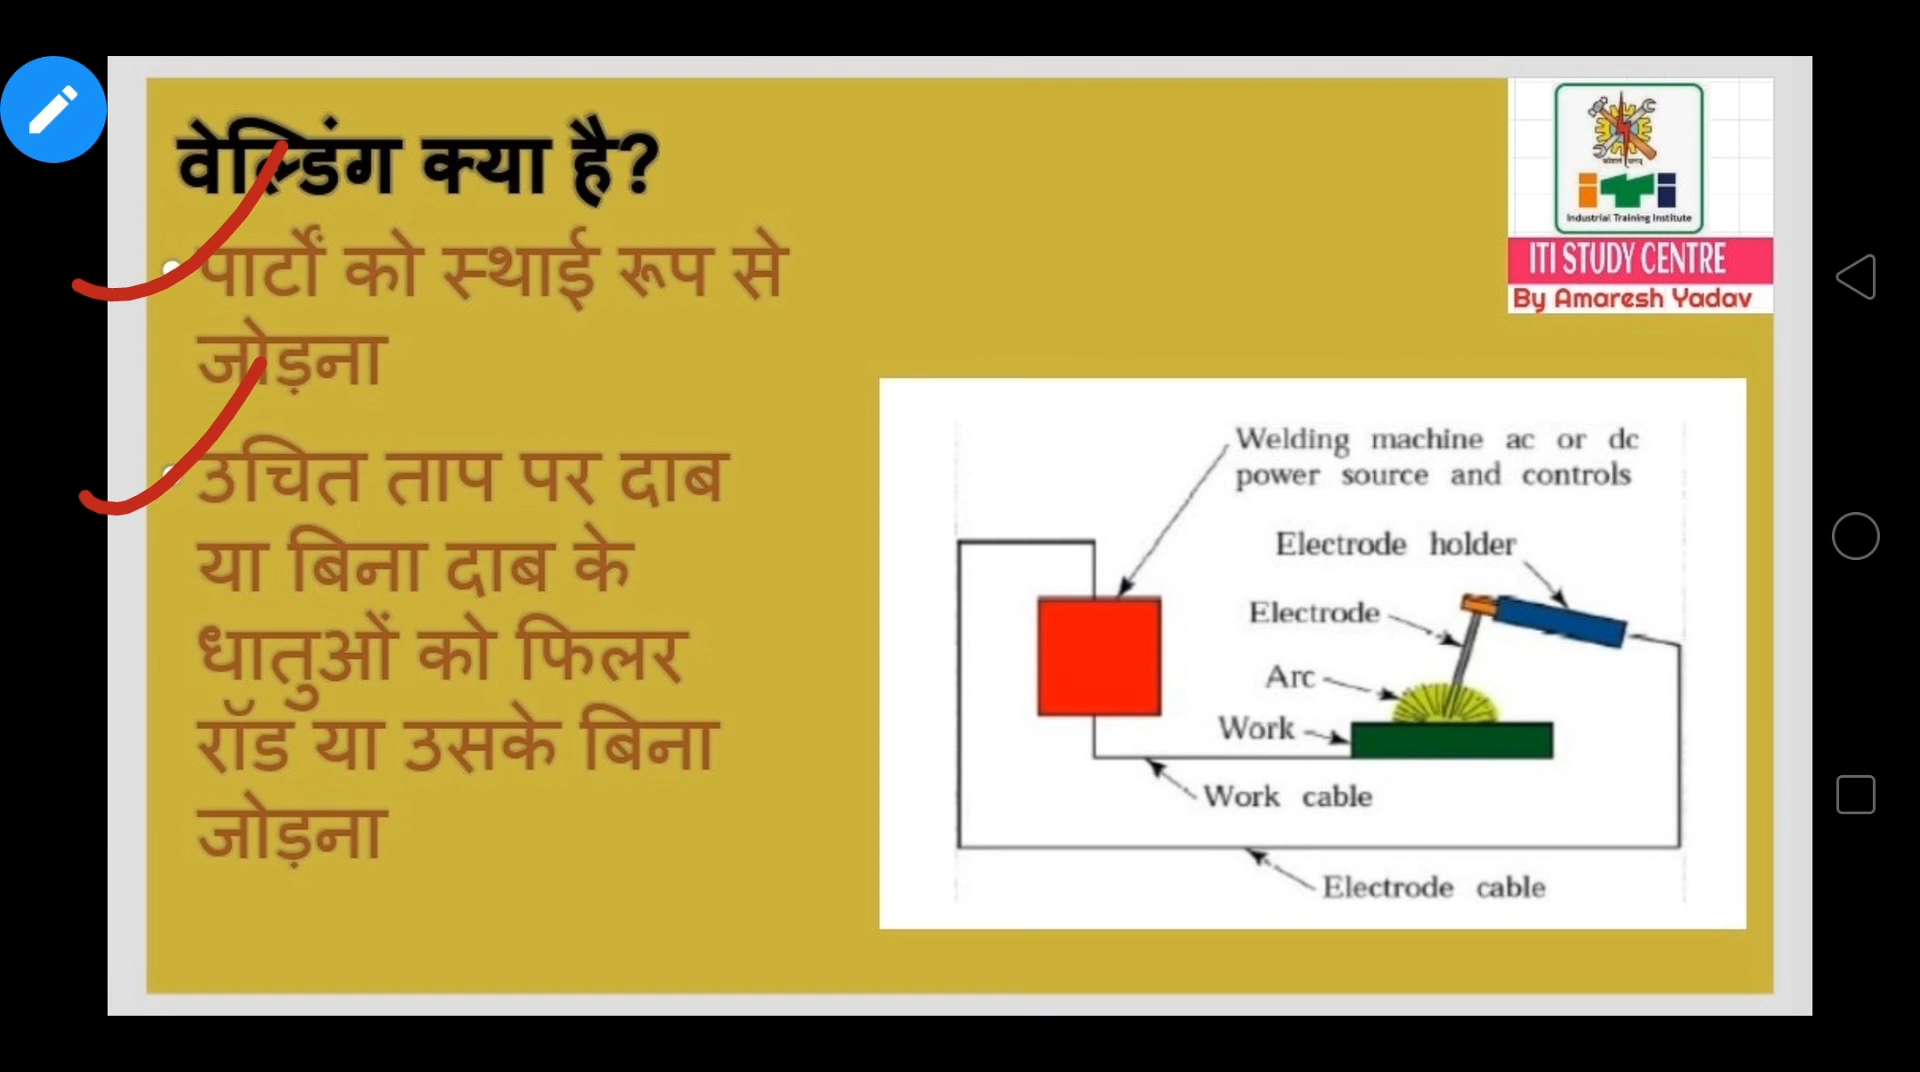 वेल्डिंग क्या है?
पार्टों को स्थाई रूप से
जोड़ना
उचित ताप पर दाब
या बिना दाब के
धातुओं को फिलर
रॉड या उसके बिना
जोड़ना
iTi
Industrial Training Institute
ITI STUDY CENTRE
By Amaresh Yadav
Welding machine ac or dc
power source and controls
Electrode holder
Electrode
Arc
Work
Work cable
Electrode cable